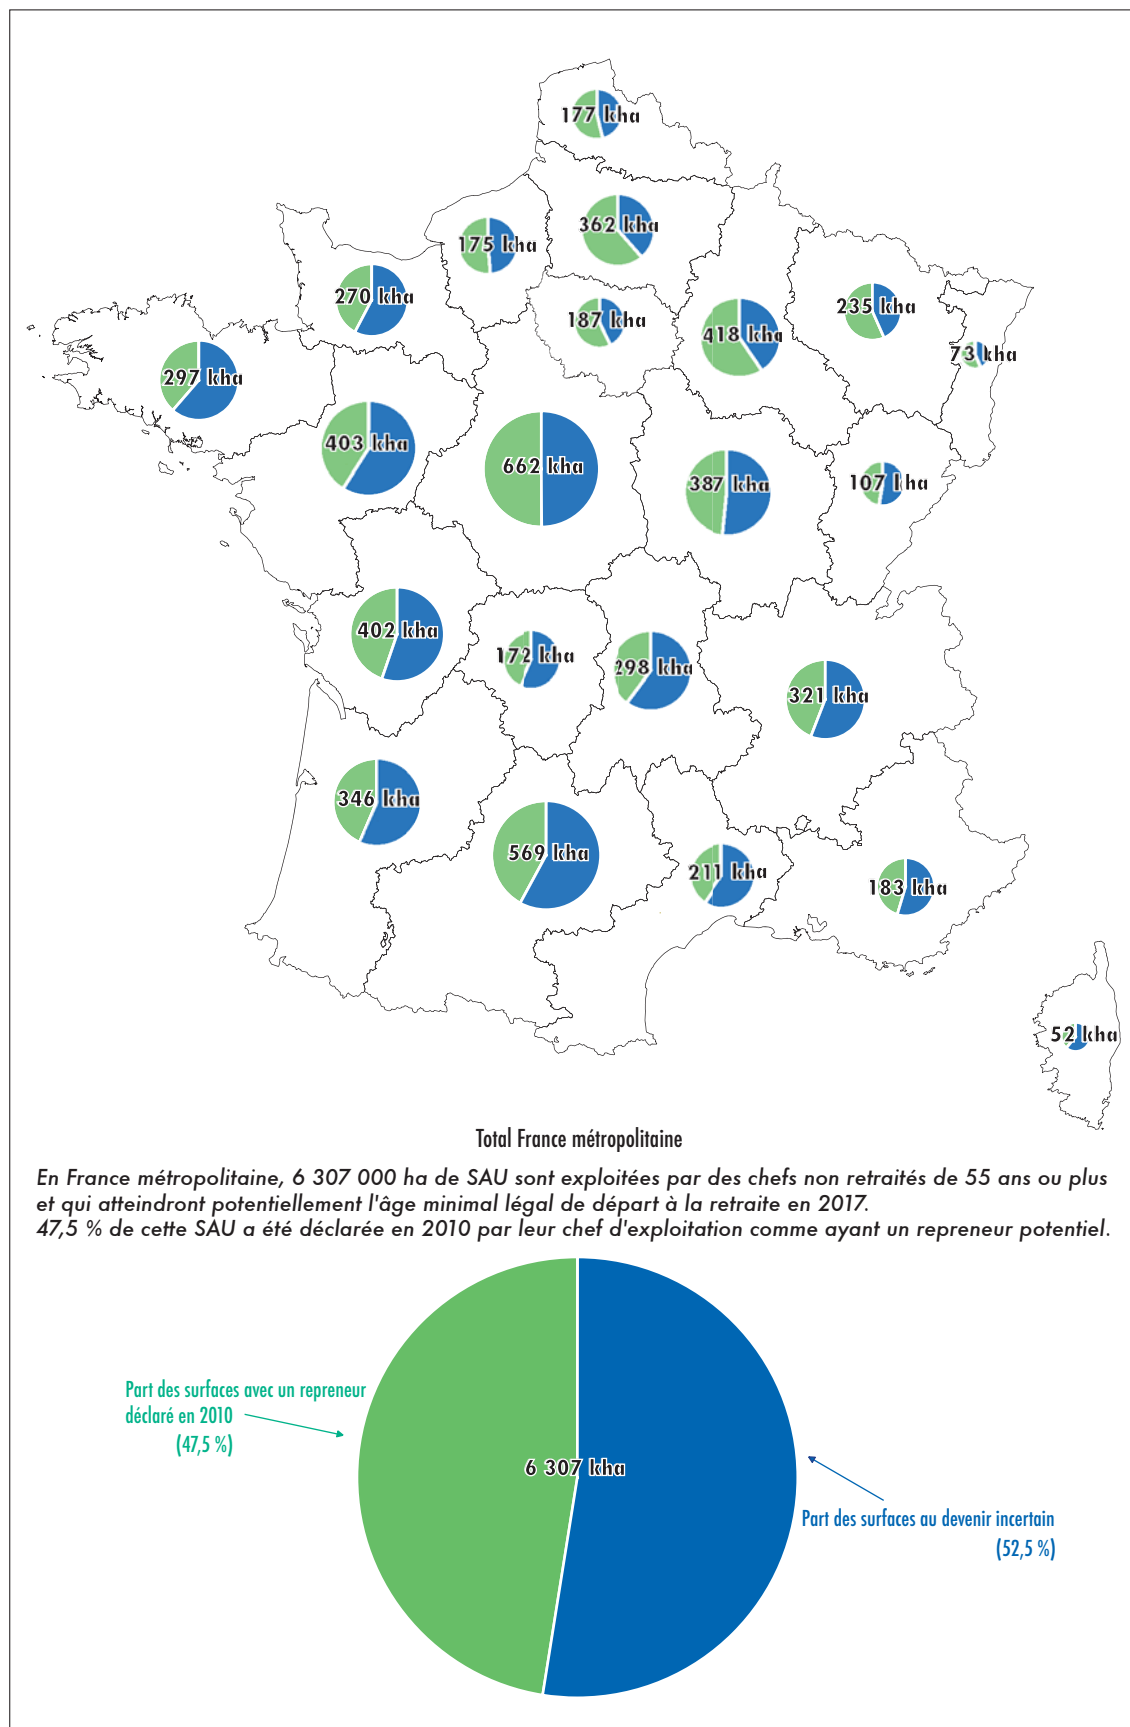 177 kha
362 kha
175 kha
270 kha
235 kha
187 kha
418 kha
73 kha
297 kha
403 kha
662 kha
387 kha
107 kha
402 kha
172 kha
298 kha
321 kha
346 kha
569 kha
211 kha
183 kha
52 kha
Total France métropolitaine
En France métropolitaine, 6 307 000 ha de SAU sont exploitées par des chefs non retraités de 55 ans ou plus
et qui atteindront potentiellement l'âge minimal légal de départ à la retraite en 2017.
47,5 % de cette SAU a été déclarée en 2010 par leur chef d'exploitation comme ayant un repreneur potentiel.
Part des surfaces avec un repreneur
déclaré en 2010
(47,5 %)
6 307 kha
Part des surfaces au devenir incertain
(52,5 %)